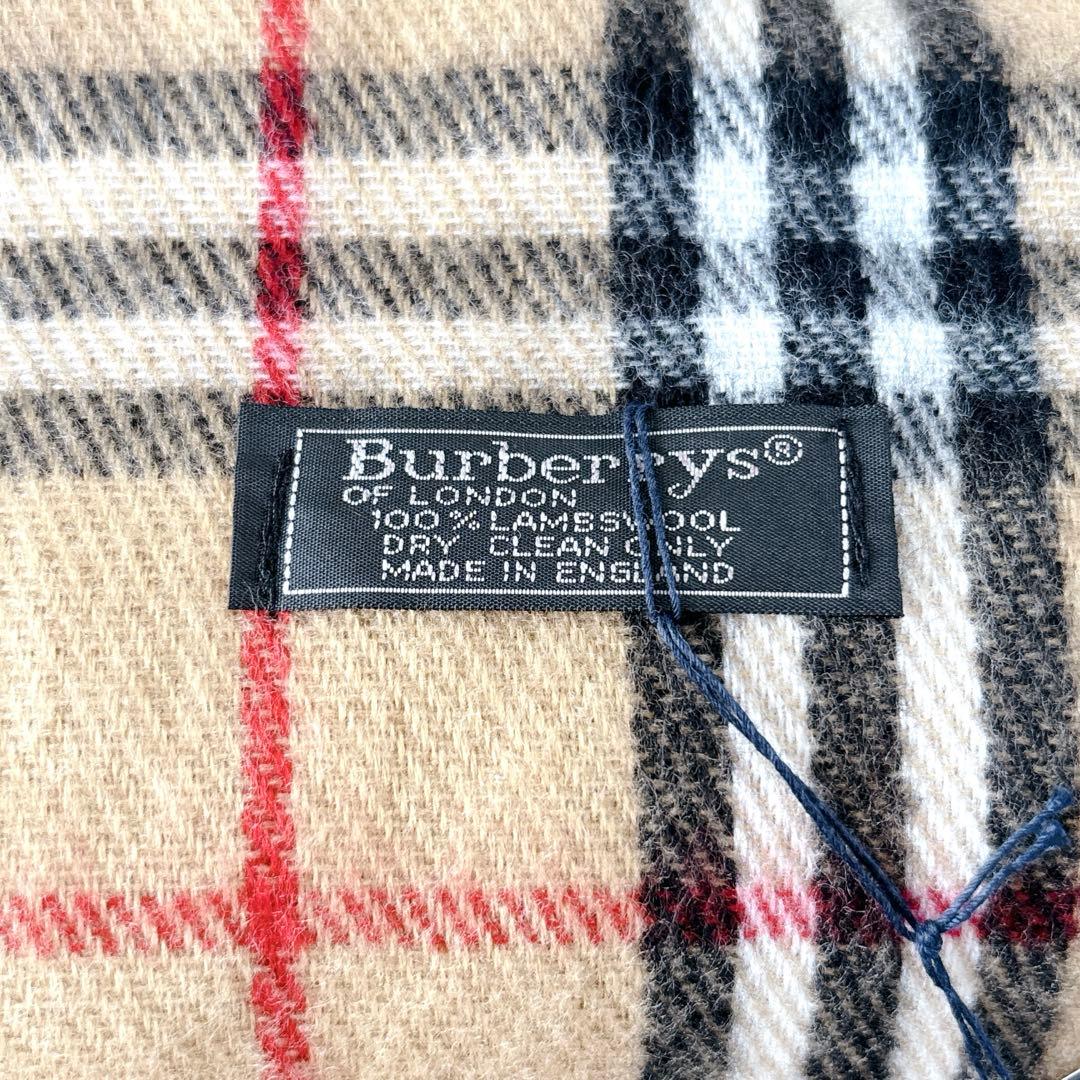 Burberrys®
OF LONDON
100% LAMBSWOOL
DRY CLEAN ONLY
MADE IN ENGLAND